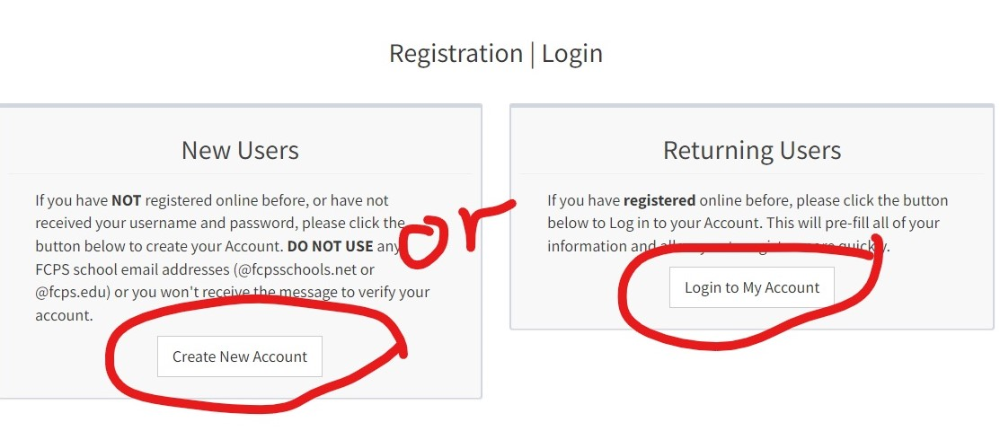 Registration | Login
New Users
If you have NOT registered online before, or have not
received your username and password, please click the
button below to create your Account. DO NOT USE any
FCPS school email addresses (@fcpsschools.net or
@fcps.edu) or you won't receive the message to verify your
account.
Create New Account
or
Returning Users
If you have registered online before, please click the button
below to Log in to your Account. This will pre-fill all of your
information and allow you to register more quickly.
Login to My Account